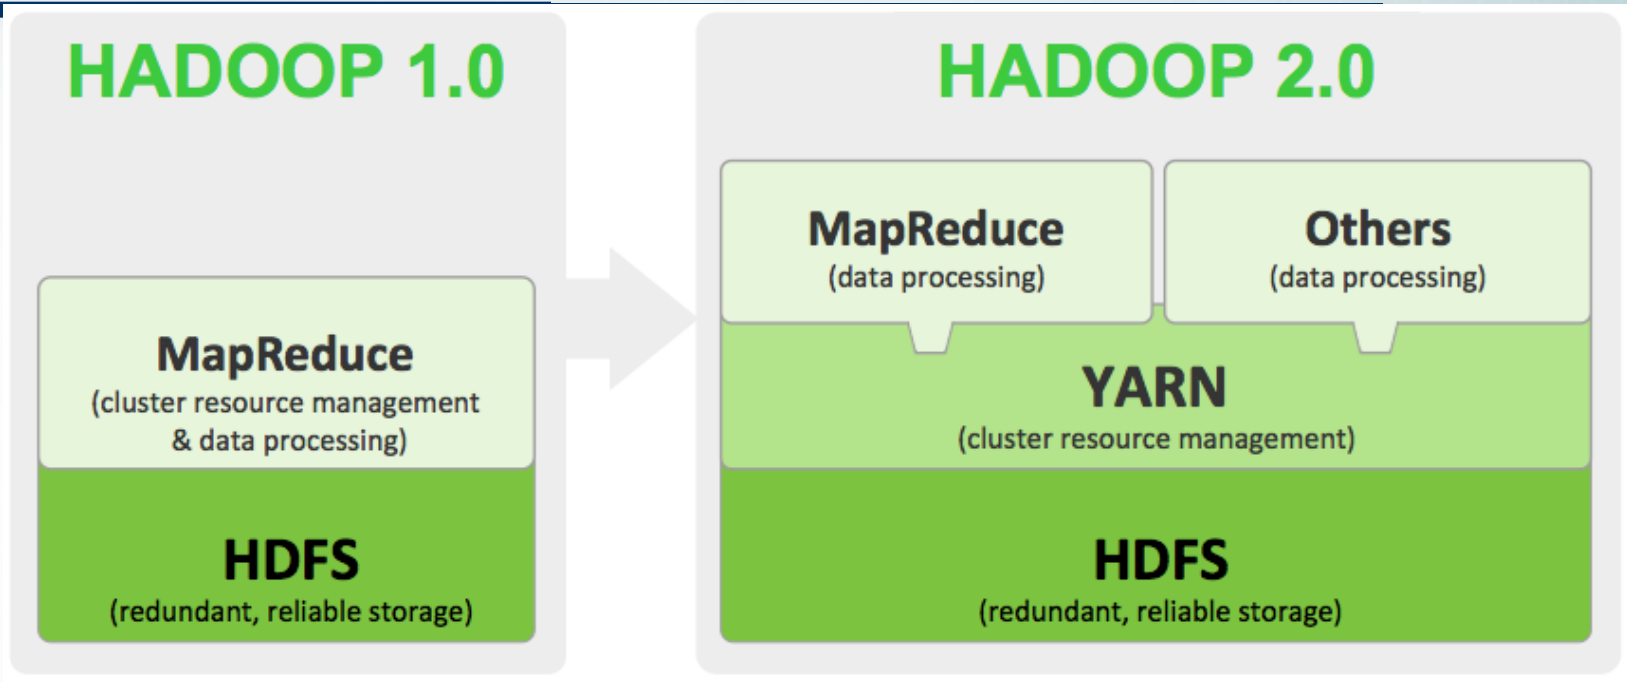 HADOOP 1.0
MapReduce
(cluster resource management
& data processing)
HDFS
(redundant, reliable storage)
HADOOP 2.0
MapReduce
(data processing)
Others
(data processing)
YARN
(cluster resource management)
HDFS
(redundant, reliable storage)